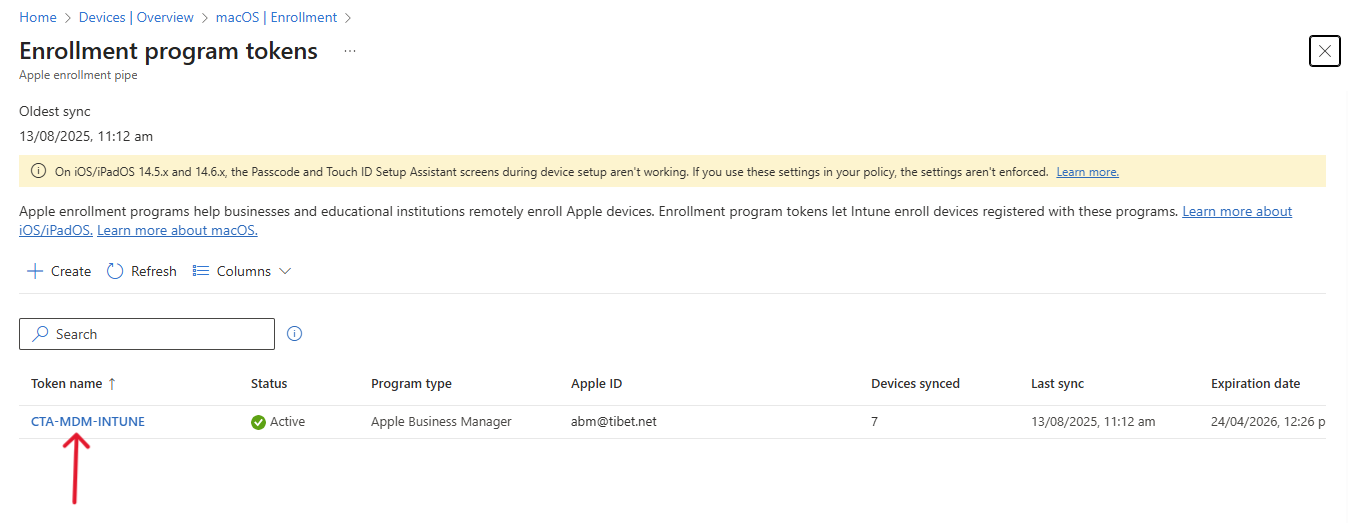 Home > Devices | Overview > macOS | Enrollment >
Enrollment program tokens ...
Apple enrollment pipe
Oldest sync
13/08/2025, 11:12 am
On iOS/iPadOS 14.5.x and 14.6.x, the Passcode and Touch ID Setup Assistant screens during device setup aren't working. If you use these settings in your policy, the settings aren't enforced. Learn more.
Apple enrollment programs help businesses and educational institutions remotely enroll Apple devices. Enrollment program tokens let Intune enroll devices registered with these programs. Learn more about
iOS/iPadOS. Learn more about macOS.
Create Refresh Columns
Search
Token name ↑ Status Program type Apple ID Devices synced Last sync Expiration date
CTA-MDM-INTUNE Active Apple Business Manager abm@tibet.net 7 13/08/2025, 11:12 am 24/04/2026, 12:26 p